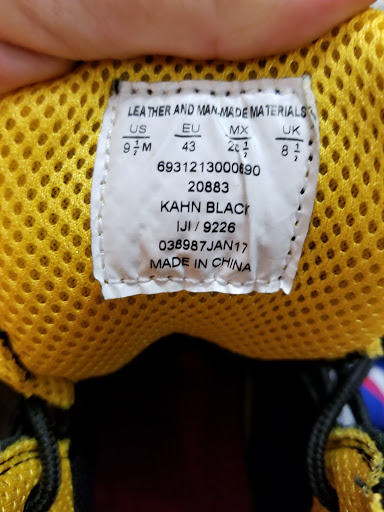 LEATHER AND MAN-MADE MATERIALS
US EU MX UK
9 1/2 M 43 8 1/2
20883
KAHN BLACK
IJI / 9226
038987JAN17
MADE IN CHINA